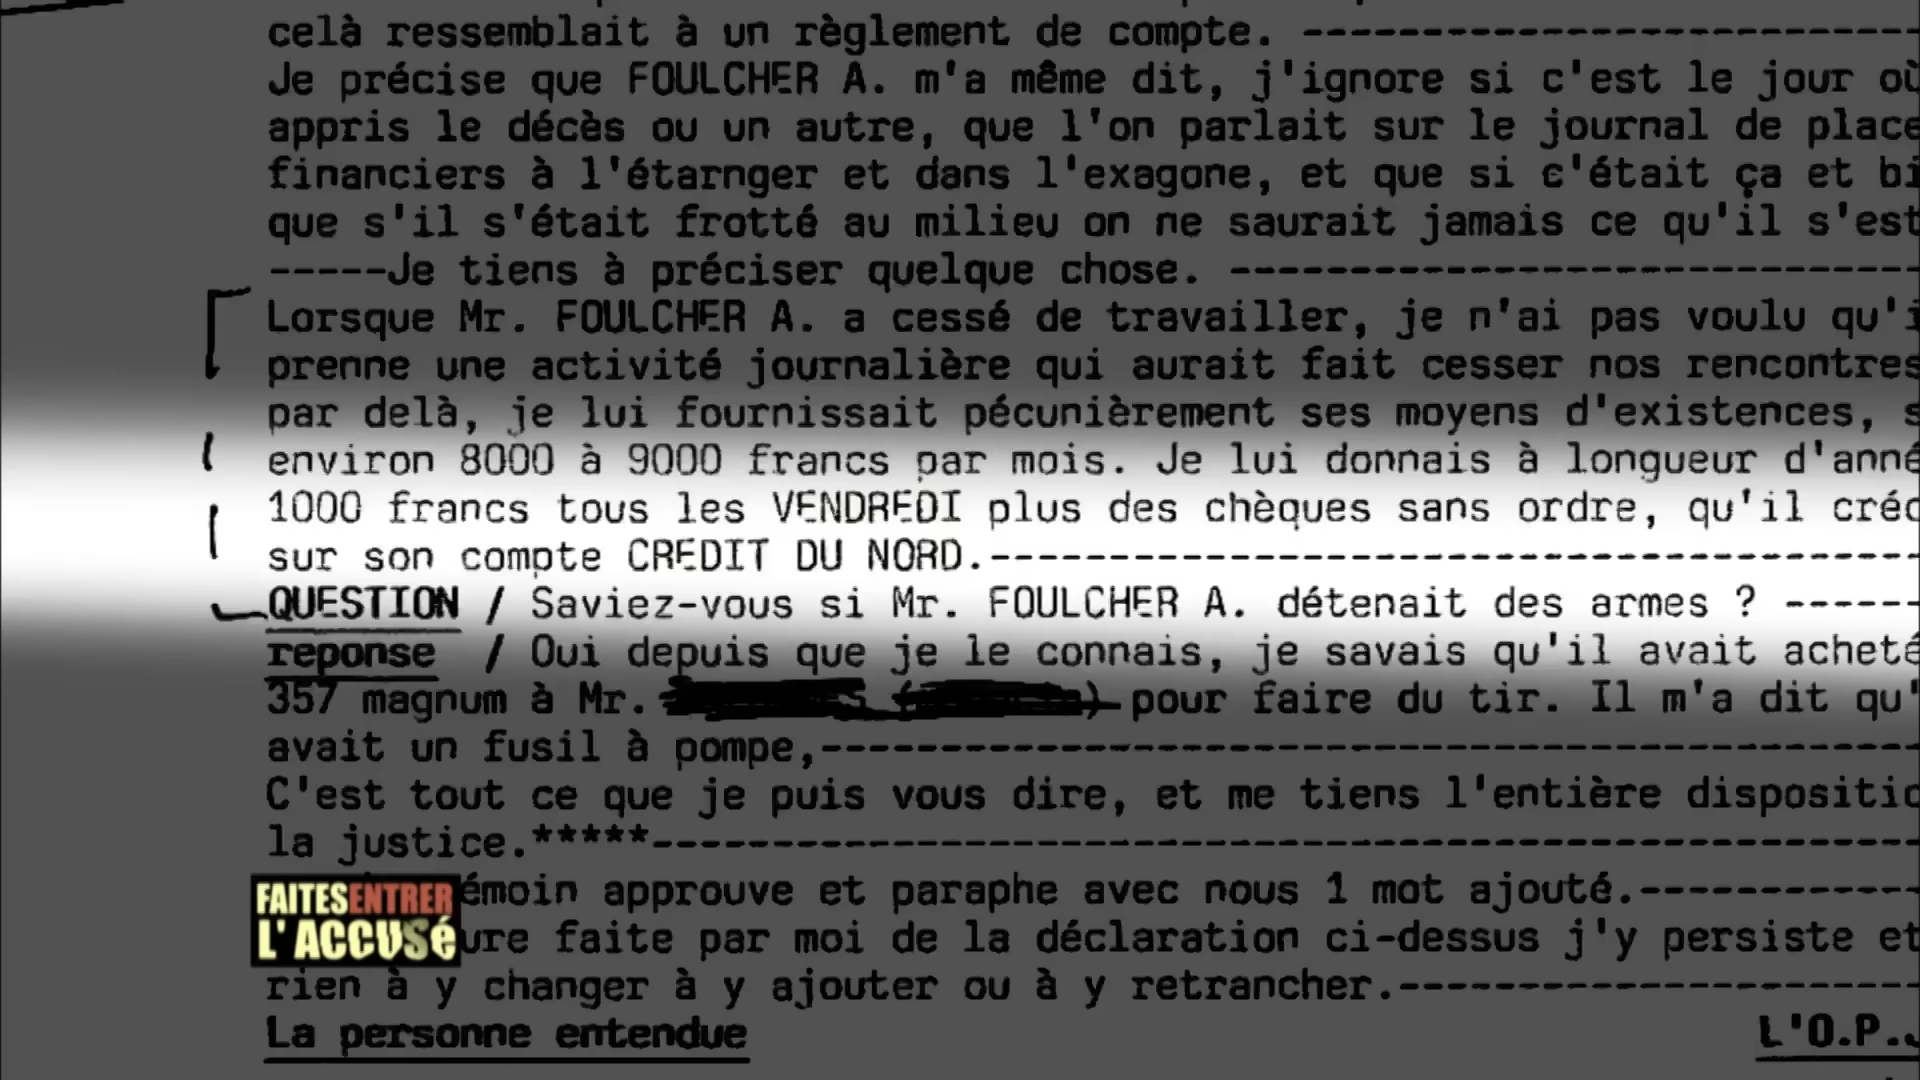 celà ressemblait à un règlement de compte. ---------------------------
Je précise que FOULCHER A. m'a même dit, j'ignore si c'est le jour où
appris le décès ou un autre, que l'on parlait sur le journal de place
financiers à l'étarnger et dans l'exagone, et que si c'était ça et bi
que s'il s'était frotté au milieu on ne saurait jamais ce qu'il s'est
-----Je tiens à préciser quelque chose. -----------------------------
Lorsque Mr. FOULCHER A. a cessé de travailler, je n'ai pas voulu qu'i
prenne une activité journalière qui aurait fait cesser nos rencontres
par delà, je lui fournissait pécunièrement ses moyens d'existences, s
environ 8000 à 9000 francs par mois. Je lui donnais à longueur d'anné
1000 francs tous les VENDREDI plus des chèques sans ordre, qu'il créd
sur son compte CREDIT DU NORD.---------------------------------------
QUESTION / Saviez-vous si Mr. FOULCHER A. détenait des armes ? ------
reponse / Oui depuis que je le connais, je savais qu'il avait acheté
357 magnum à Mr. pour faire du tir. Il m'a dit qu'
avait un fusil à pompe,----------------------------------------------
C'est tout ce que je puis vous dire, et me tiens l'entière dispositio
la justice.*****-----------------------------------------------------
émoin approuve et paraphe avec nous 1 mot ajouté.------------
ure faite par moi de la déclaration ci-dessus j'y persiste et
rien à y changer à y ajouter ou à y retrancher.----------------------
La personne entendue L'O.P.J
FAITES ENTRER
L'ACCUSé